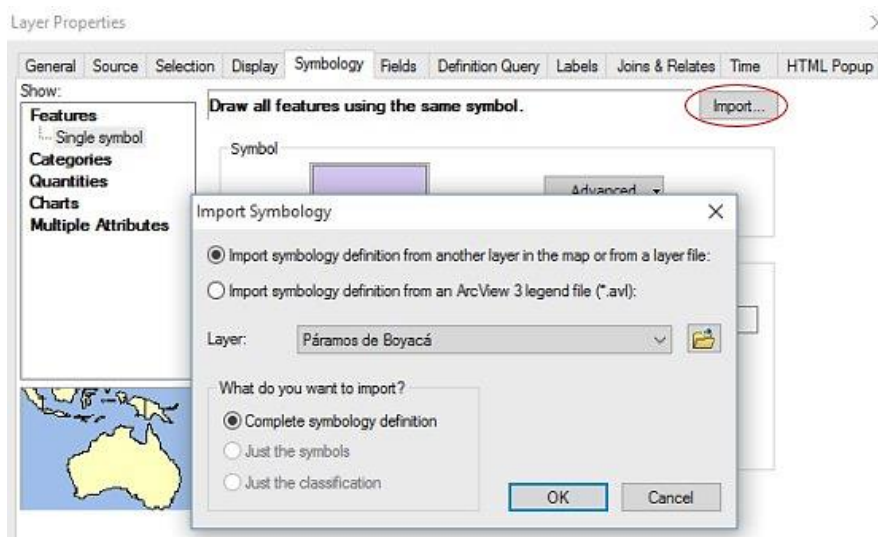 Layer Properties
General Source Selection Display Symbology Fields Definition Query Labels Joins & Relates Time HTML Popup
Show:
Features
Single symbol
Categories
Quantities
Charts
Multiple Attributes
Draw all features using the same symbol.
Import...
Symbol
Advanced
Import Symbology
Import symbology definition from another layer in the map or from a layer file:
Import symbology definition from an ArcView 3 legend file (*.avl):
Layer: Páramos de Boyacá
What do you want to import?
Complete symbology definition
Just the symbols
Just the classification
OK Cancel